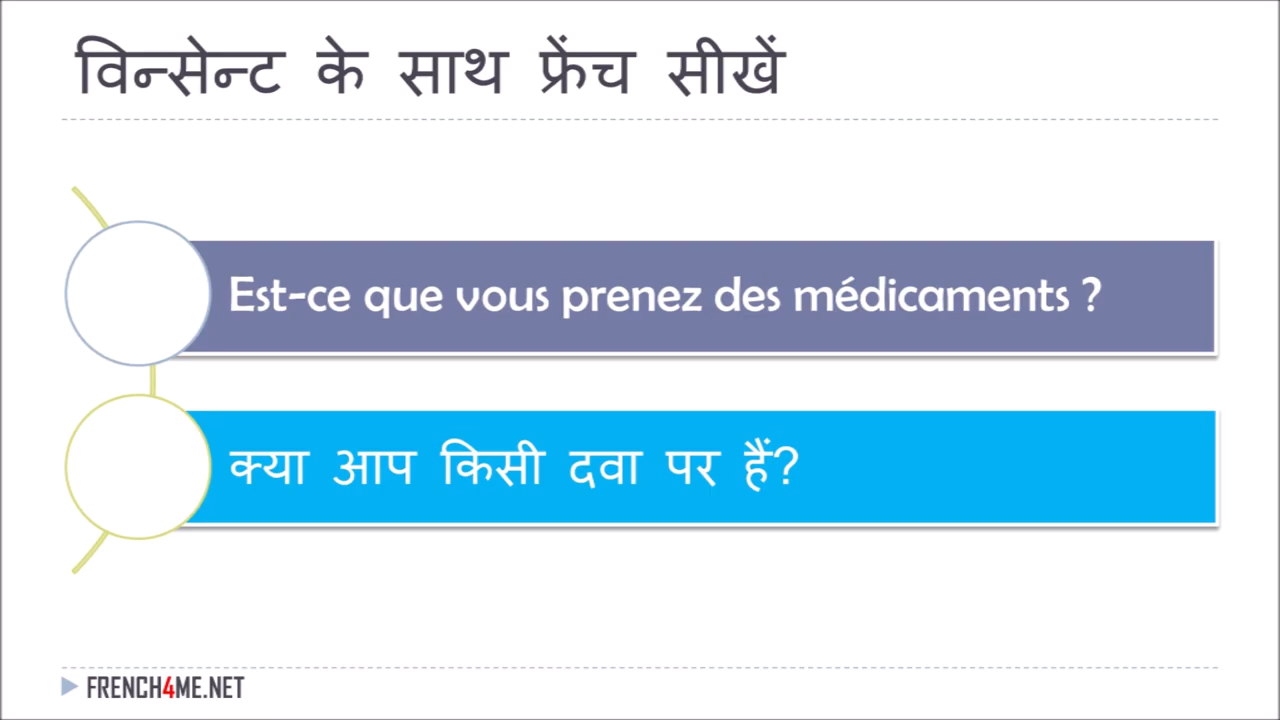 विन्सेन्ट के साथ फ्रेंच सीखें
Est-ce que vous prenez des médicaments ?
क्या आप किसी दवा पर हैं?
FRENCH4ME.NET